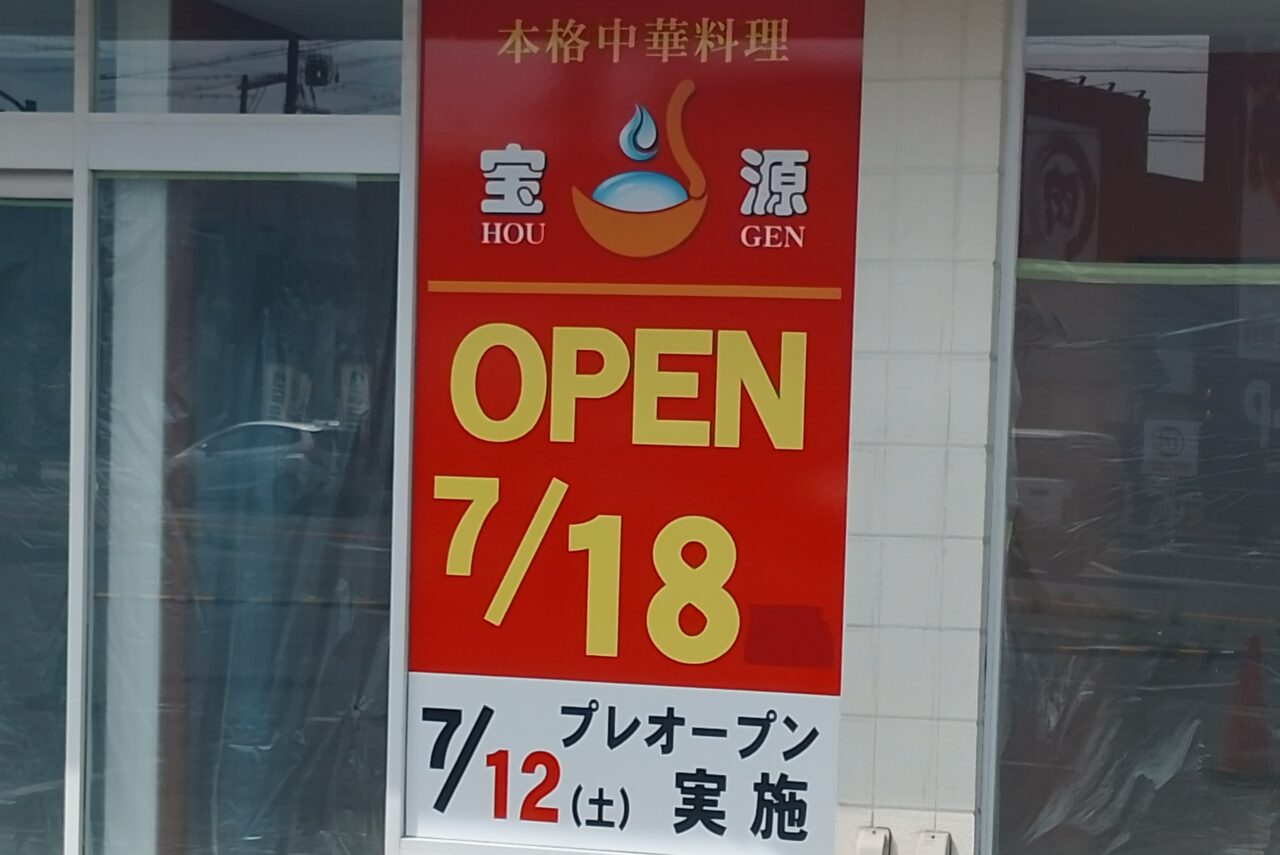 本格中華料理
宝 源
HOU GEN
OPEN
7/18
7/12(土) プレオープン
実施